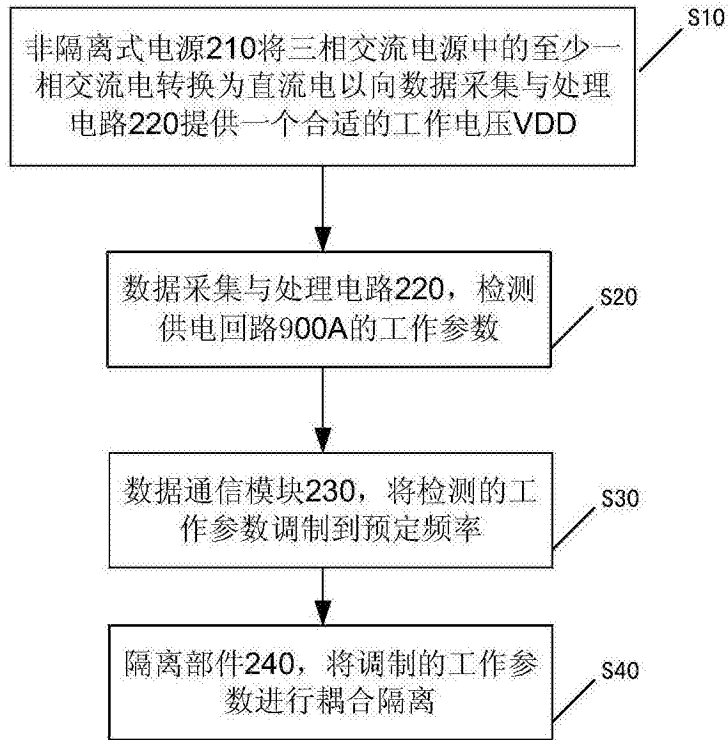 S10
非隔离式电源210将三相交流电源中的至少一
相交流电转换为直流电以向数据采集与处理
电路220提供一个合适的工作电压VDD
S20
数据采集与处理电路220，检测
供电回路900A的工作参数
S30
数据通信模块230，将检测的工
作参数调制到预定频率
S40
隔离部件240，将调制的工作参
数进行耦合隔离